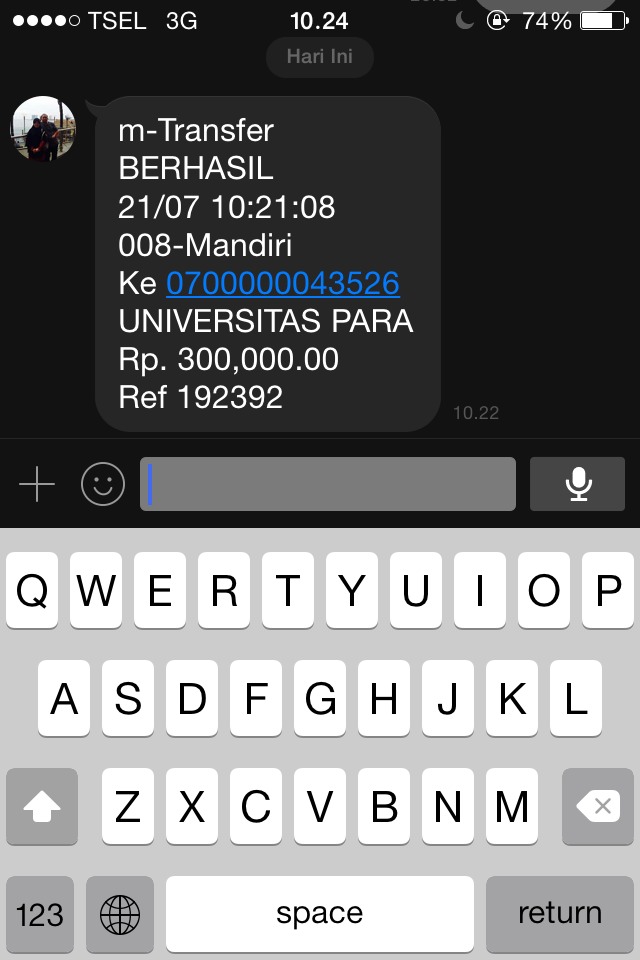 TSEL 3G 10.24 74%
Hari Ini
m-Transfer
BERHASIL
21/07 10:21:08
008-Mandiri
Ke 0700000043526
UNIVERSITAS PARA
Rp. 300,000.00
Ref 192392
10.22
Q W E R T Y U I O P
A S D F G H J K L
Z X C V B N M
123 space return